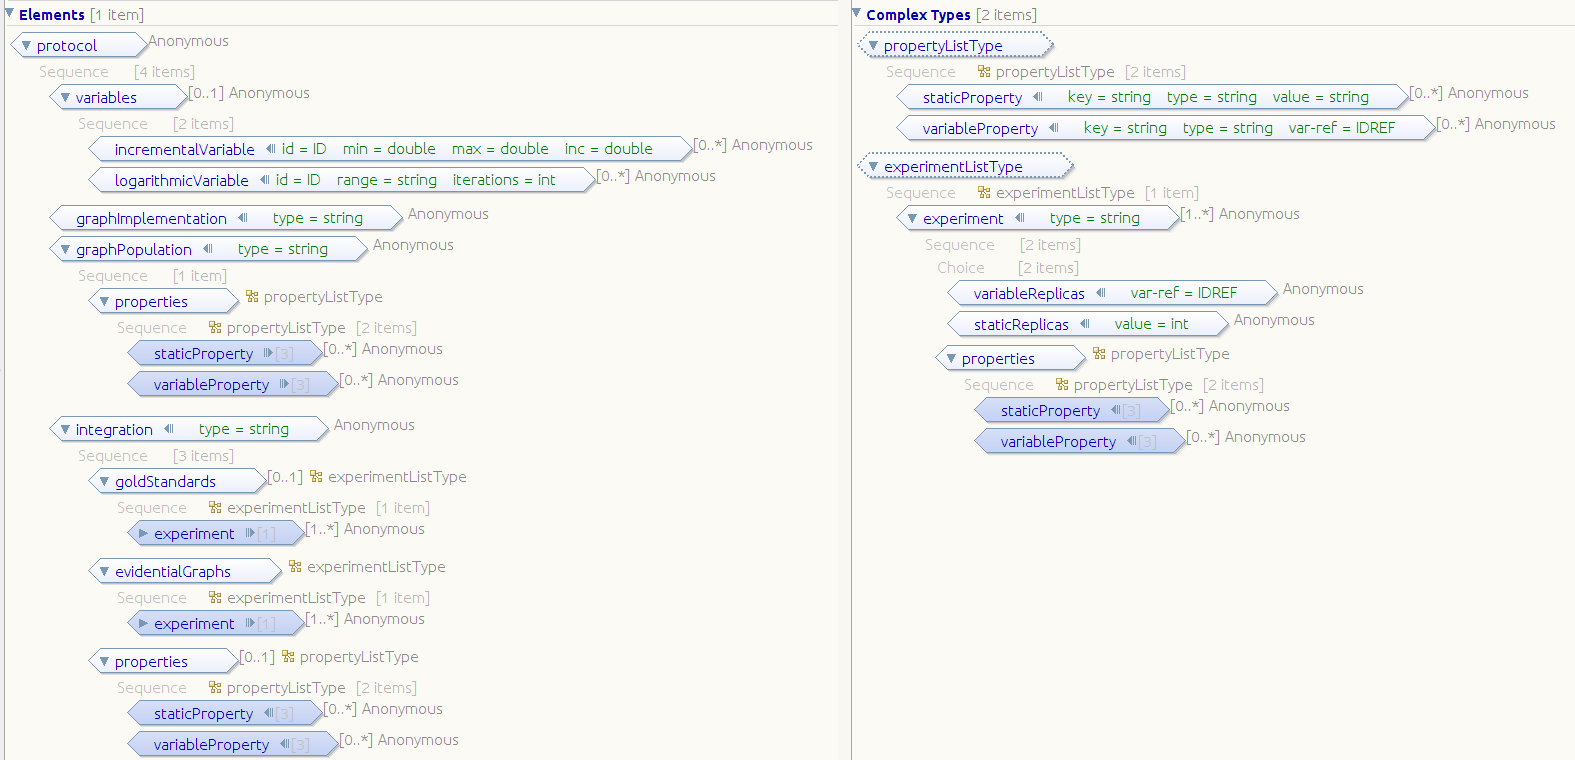 Elements [1 item]
protocol Anonymous
Sequence [4 items]
variables [0..1] Anonymous
Sequence [2 items]
incrementalVariable id = ID min = double max = double inc = double [0..*] Anonymous
logarithmicVariable id = ID range = string iterations = int [0..*] Anonymous
graphImplementation type = string Anonymous
graphPopulation type = string Anonymous
Sequence [1 item]
properties propertyListType
Sequence propertyListType [2 items]
staticProperty [3] [0..*] Anonymous
variableProperty [3] [0..*] Anonymous
integration type = string Anonymous
Sequence [3 items]
goldStandards [0..1] experimentListType
Sequence experimentListType [1 item]
experiment [1] [1..*] Anonymous
evidentialGraphs experimentListType
Sequence experimentListType [1 item]
experiment [1] [1..*] Anonymous
properties [0..1] propertyListType
Sequence propertyListType [2 items]
staticProperty [3] [0..*] Anonymous
variableProperty [3] [0..*] Anonymous
Complex Types [2 items]
propertyListType
Sequence propertyListType [2 items]
staticProperty key = string type = string value = string [0..*] Anonymous
variableProperty key = string type = string var-ref = IDREF [0..*] Anonymous
experimentListType
Sequence experimentListType [1 item]
experiment type = string [1..*] Anonymous
Sequence [2 items]
Choice [2 items]
variableReplicas var-ref = IDREF Anonymous
staticReplicas value = int Anonymous
properties propertyListType
Sequence propertyListType [2 items]
staticProperty [3] [0..*] Anonymous
variableProperty [3] [0..*] Anonymous